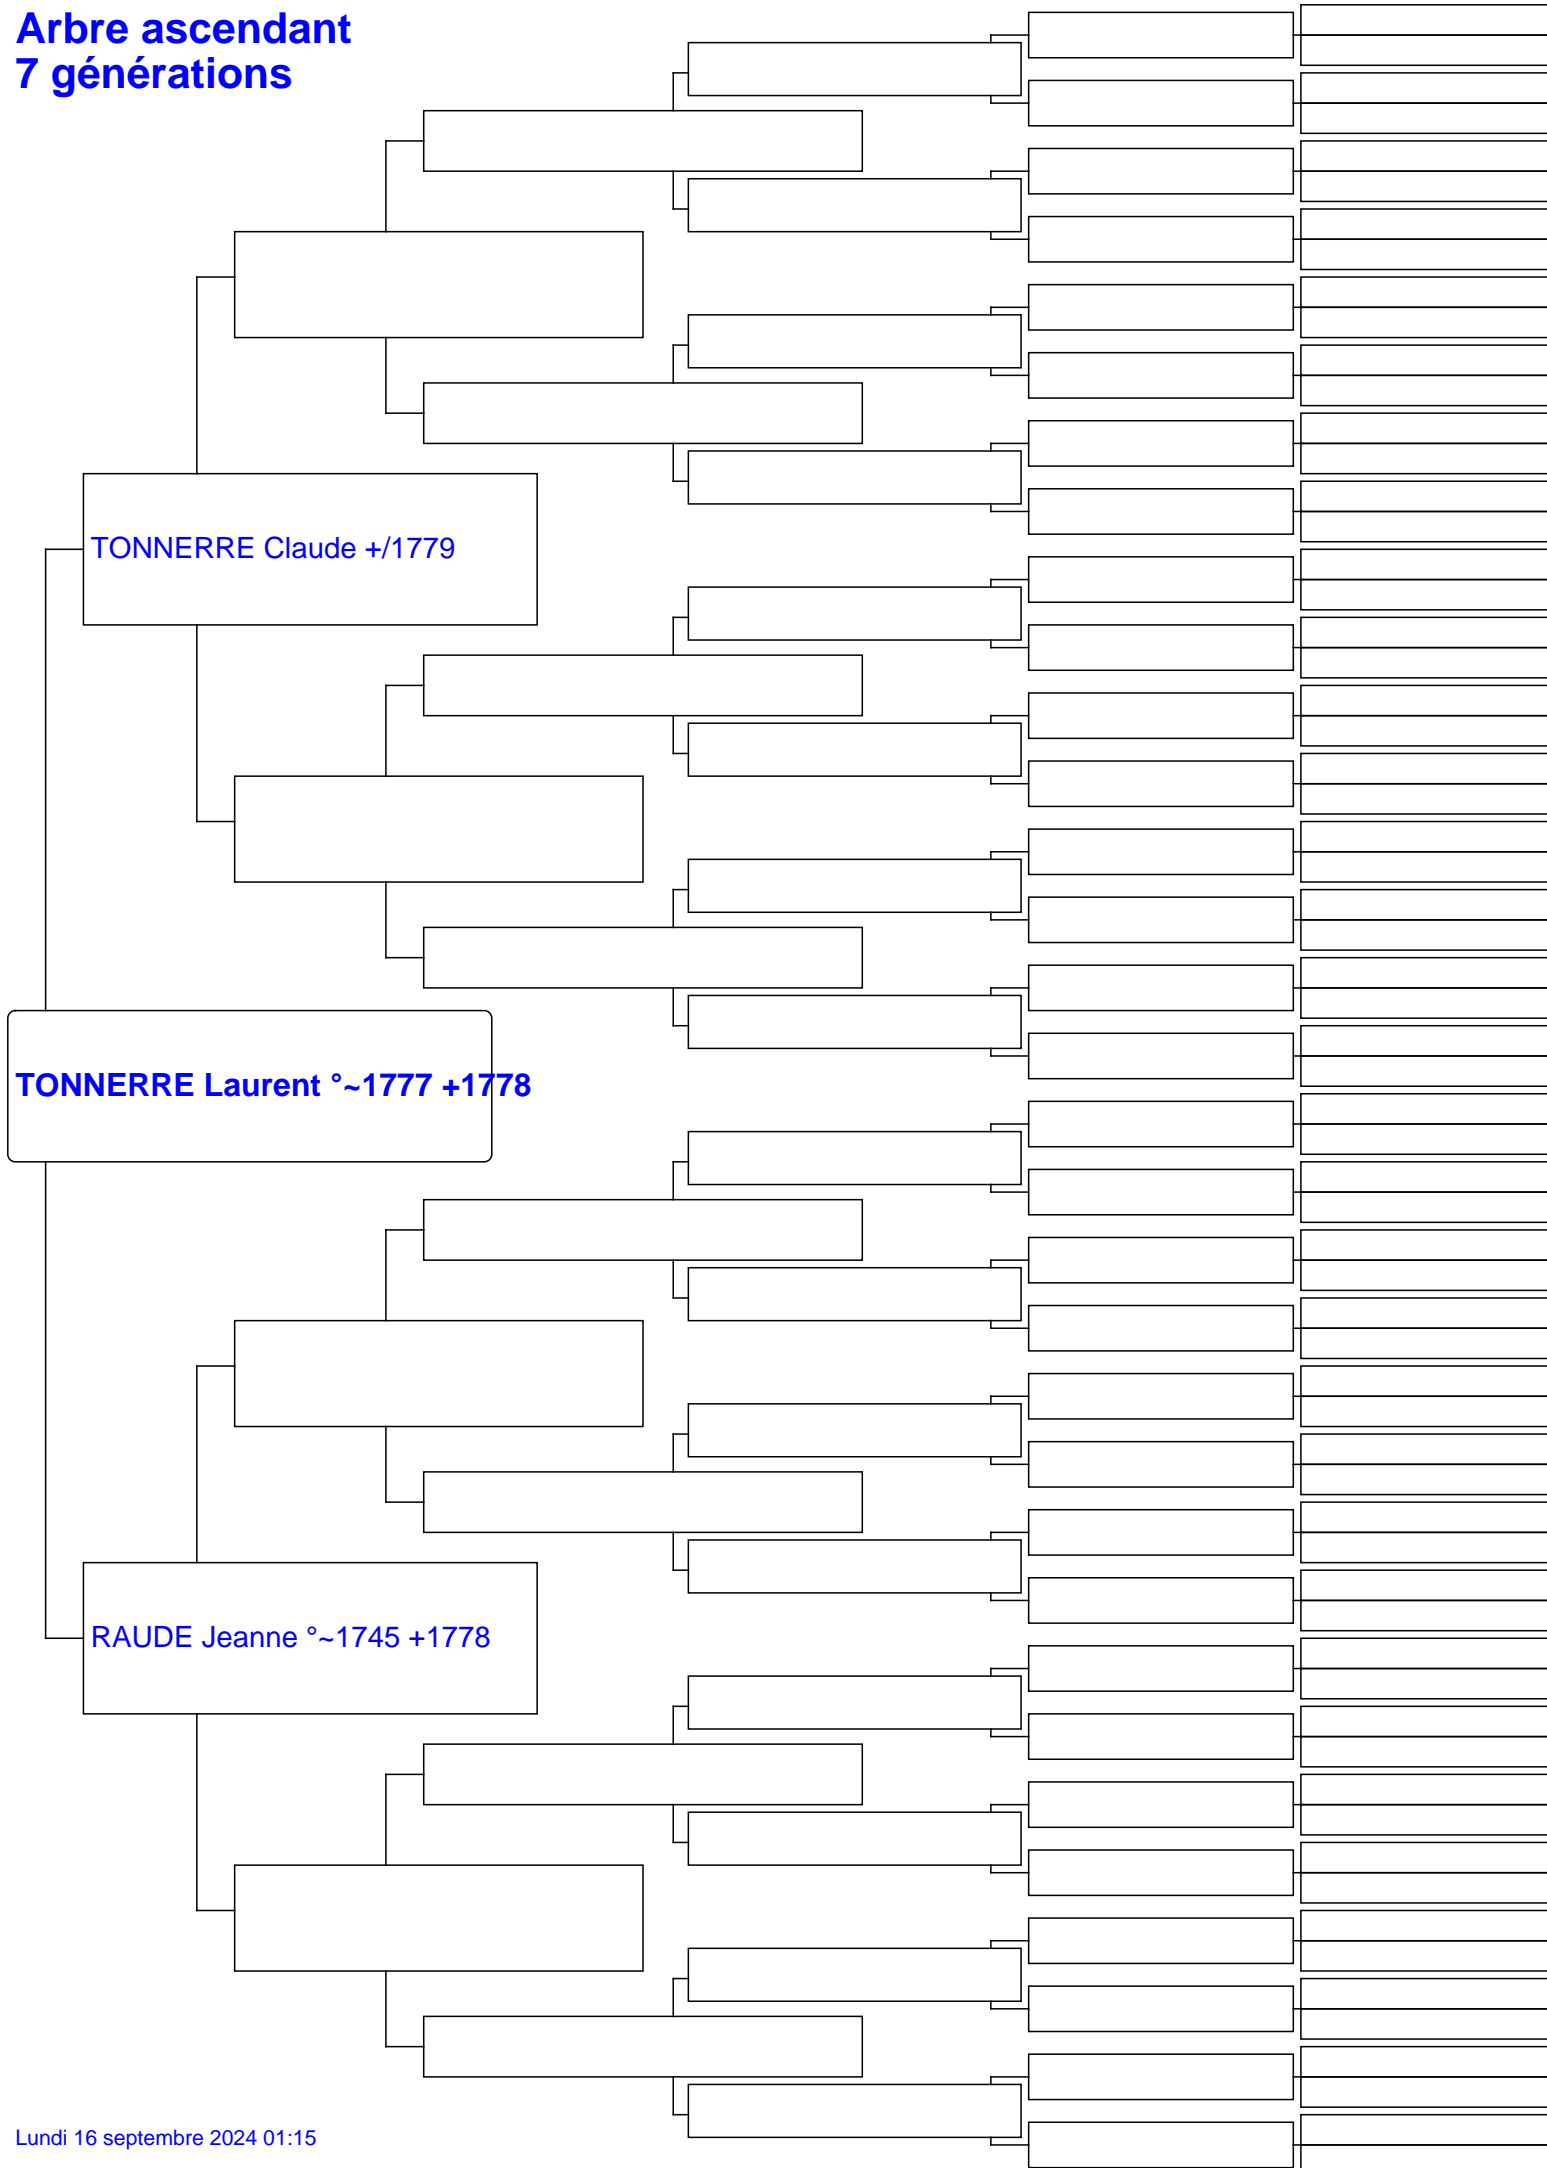 Arbre ascendant
7 générations
TONNERRE Claude +/1779
TONNERRE Laurent °~1777 +1778
RAUDE Jeanne °~1745 +1778
Lundi 16 septembre 2024 01:15